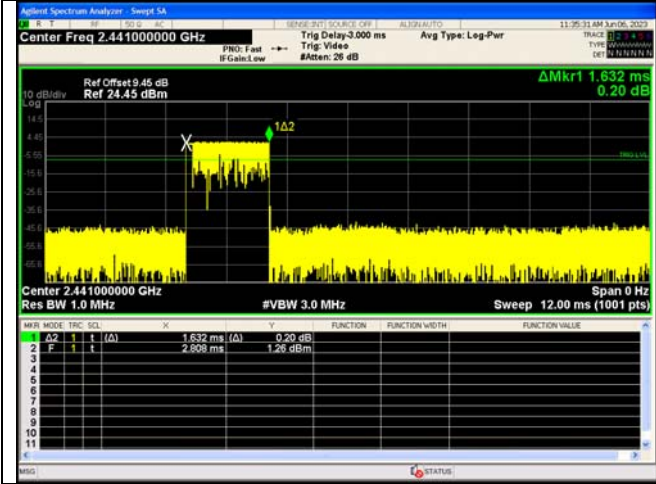 Agilent Spectrum Analyzer - Swept SA
R T RF 50 Ω AC SENSE:INT SOURCE OFF ALIGNAUTO 11:35:31 AM Jun 06, 2023
Center Freq 2.441000000 GHz
PNO: Fast
IFGain:Low
Trig Delay-3.000 ms
Trig: Video
#Atten: 26 dB
Avg Type: Log-Pwr
TRACE 1 2 3 4 5 6
TYPE
DET N N N N N N
ΔMkr1 1.632 ms
0.20 dB
Ref Offset 9.45 dB
10 dB/div Ref 24.45 dBm
Log
14.5
4.45
-5.55
-15.6
-25.6
-35.6
-45.6
-55.6
-65.6
X
1Δ2
TRIG LVL
Center 2.441000000 GHz Span 0 Hz
Res BW 1.0 MHz #VBW 3.0 MHz Sweep 12.00 ms (1001 pts)
MKR MODE TRC SCL X Y FUNCTION FUNCTION WIDTH FUNCTION VALUE
1 Δ2 1 t (Δ) 1.632 ms (Δ) 0.20 dB
2 F 1 t 2.808 ms 1.26 dBm
3
4
5
6
7
8
9
10
11
MSG STATUS